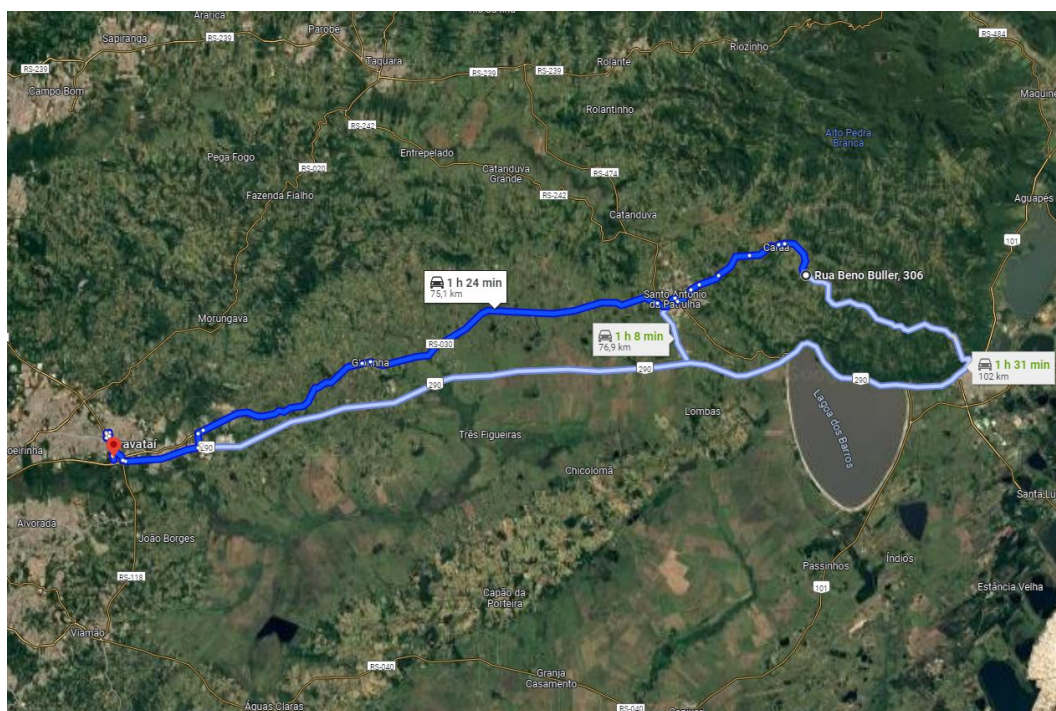 Araricá
Sapiranga
RS-239
Parobé
Taquara
RS-239
Campo Bom
RS-239
RS-239
Rolante
Riozinho
RS-484
Maquiné
Rolantinho
RS-242
RS-020
Pega Fogo
Entrepelado
Catanduva
Grande
RS-474
RS-242
Alto Pedra
Branca
Fazenda Fialho
Catanduva
Aguapés
101
Caraá
Rua Beno Büller, 306
1 h 24 min
75,1 km
Santo Antônio
da Patrulha
Morungava
RS-030
1 h 8 min
76,9 km
Glorinha
290
290
290
1 h 31 min
102 km
Lagoa dos Barros
Lombas
Três Figueiras
290
Chicolomã
Alvorada
João Borges
RS-118
Passinhos
Índios
101
Estância Velha
Capão da
Porteira
Viamão
RS-040
Granja
Casamento
Águas Claras
RS-040